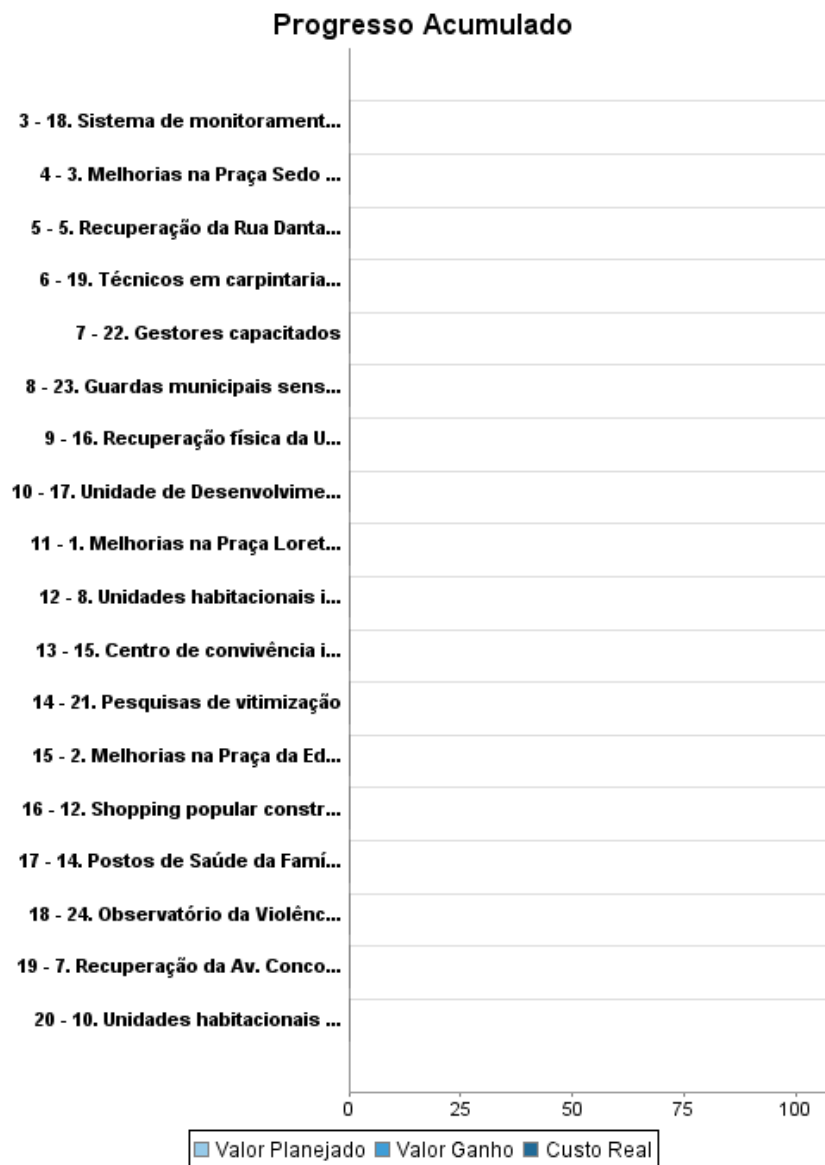 Progresso Acumulado
3 - 18. Sistema de monitorament...
4 - 3. Melhorias na Praça Sedo ...
5 - 5. Recuperação da Rua Danta...
6 - 19. Técnicos em carpintaria...
7 - 22. Gestores capacitados
8 - 23. Guardas municipais sens...
9 - 16. Recuperação física da U...
10 - 17. Unidade de Desenvolvime...
11 - 1. Melhorias na Praça Loret...
12 - 8. Unidades habitacionais i...
13 - 15. Centro de convivência i...
14 - 21. Pesquisas de vitimização
15 - 2. Melhorias na Praça da Ed...
16 - 12. Shopping popular constr...
17 - 14. Postos de Saúde da Famí...
18 - 24. Observatório da Violênc...
19 - 7. Recuperação da Av. Conco...
20 - 10. Unidades habitacionais ...
0 25 50 75 100
Valor Planejado Valor Ganho Custo Real